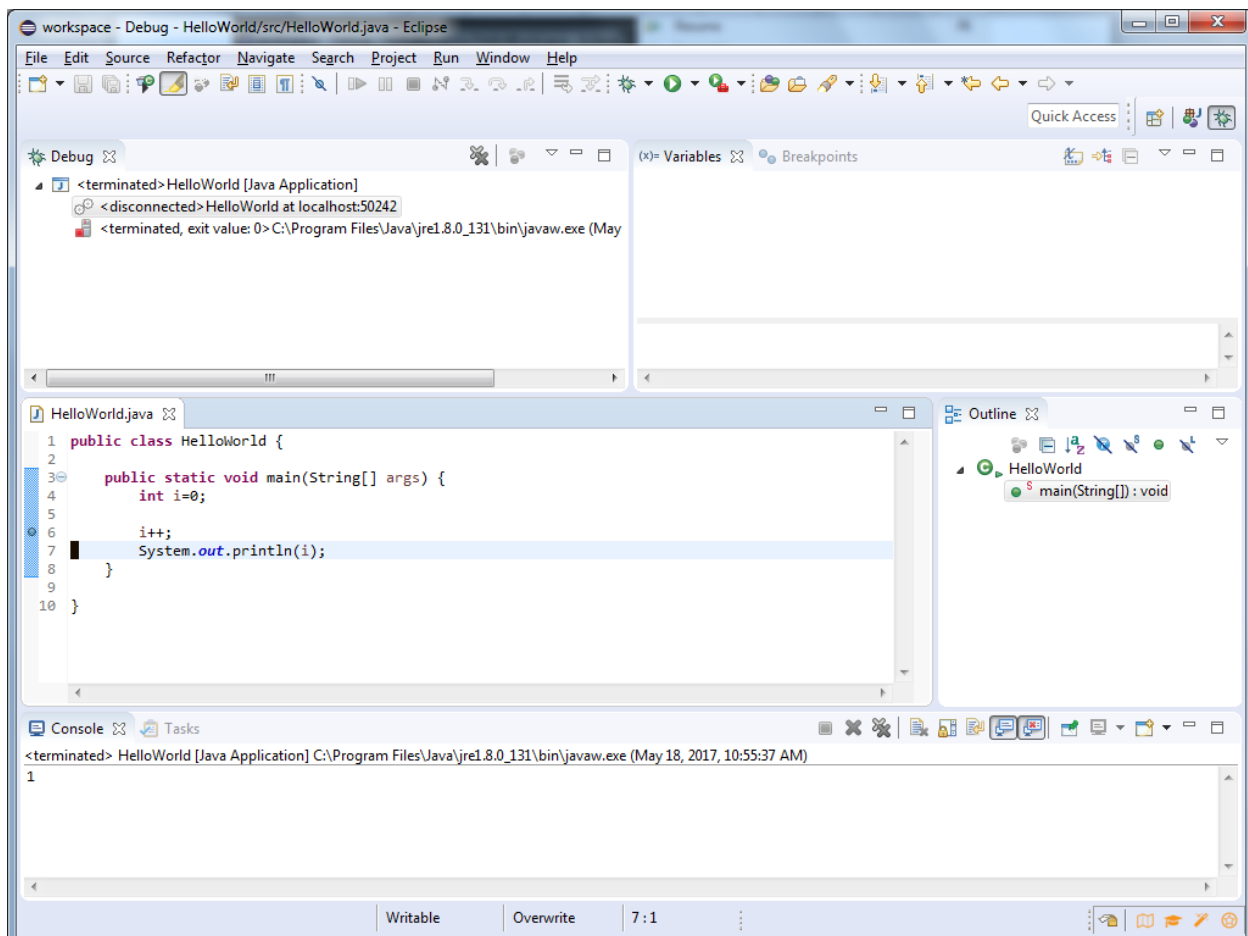 workspace - Debug - HelloWorld/src/HelloWorld.java - Eclipse
File Edit Source Refactor Navigate Search Project Run Window Help
Quick Access
Debug
<terminated>HelloWorld [Java Application]
<disconnected>HelloWorld at localhost:50242
<terminated, exit value: 0>C:\Program Files\Java\jre1.8.0_131\bin\javaw.exe (May
(x)= Variables Breakpoints
HelloWorld.java
1 public class HelloWorld {
2
3 public static void main(String[] args) {
4 int i=0;
5
6 i++;
7 System.out.println(i);
8 }
9
10 }
Outline
HelloWorld
main(String[]) : void
Console Tasks
<terminated> HelloWorld [Java Application] C:\Program Files\Java\jre1.8.0_131\bin\javaw.exe (May 18, 2017, 10:55:37 AM)
1
Writable Overwrite 7 : 1